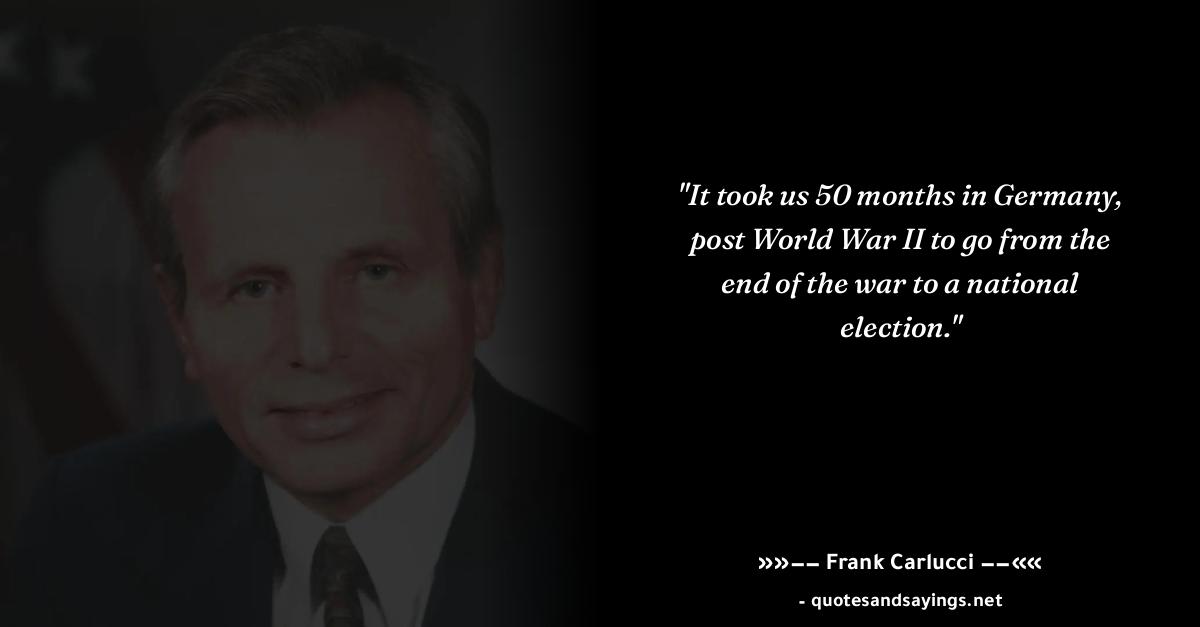 "It took us 50 months in Germany,
post World War II to go from the
end of the war to a national
election."
»»–– Frank Carlucci ––««
- quotesandsayings.net